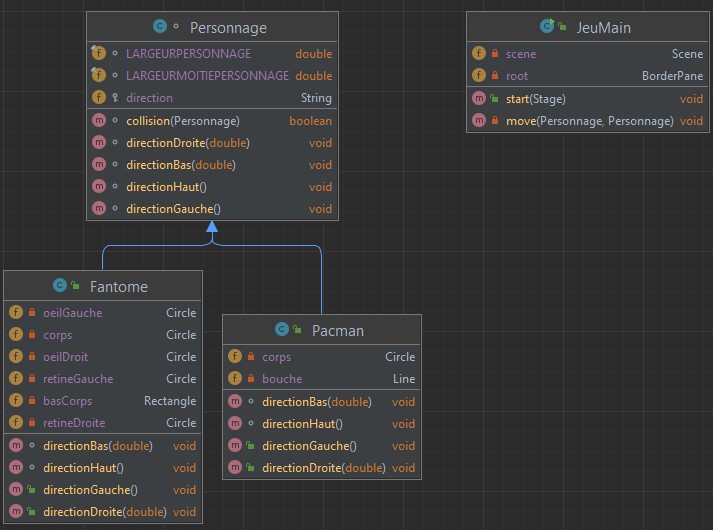 Personnage
LARGEURPERSONNAGE double
LARGEURMOITIEPERSONNAGE double
direction String
collision(Personnage) boolean
directionDroite(double) void
directionBas(double) void
directionHaut() void
directionGauche() void
JeuMain
scene Scene
root BorderPane
start(Stage) void
move(Personnage, Personnage) void
Fantome
oeilGauche Circle
corps Circle
oeilDroit Circle
retineGauche Circle
basCorps Rectangle
retineDroite Circle
directionBas(double) void
directionHaut() void
directionGauche() void
directionDroite(double) void
Pacman
corps Circle
bouche Line
directionBas(double) void
directionHaut() void
directionGauche() void
directionDroite(double) void